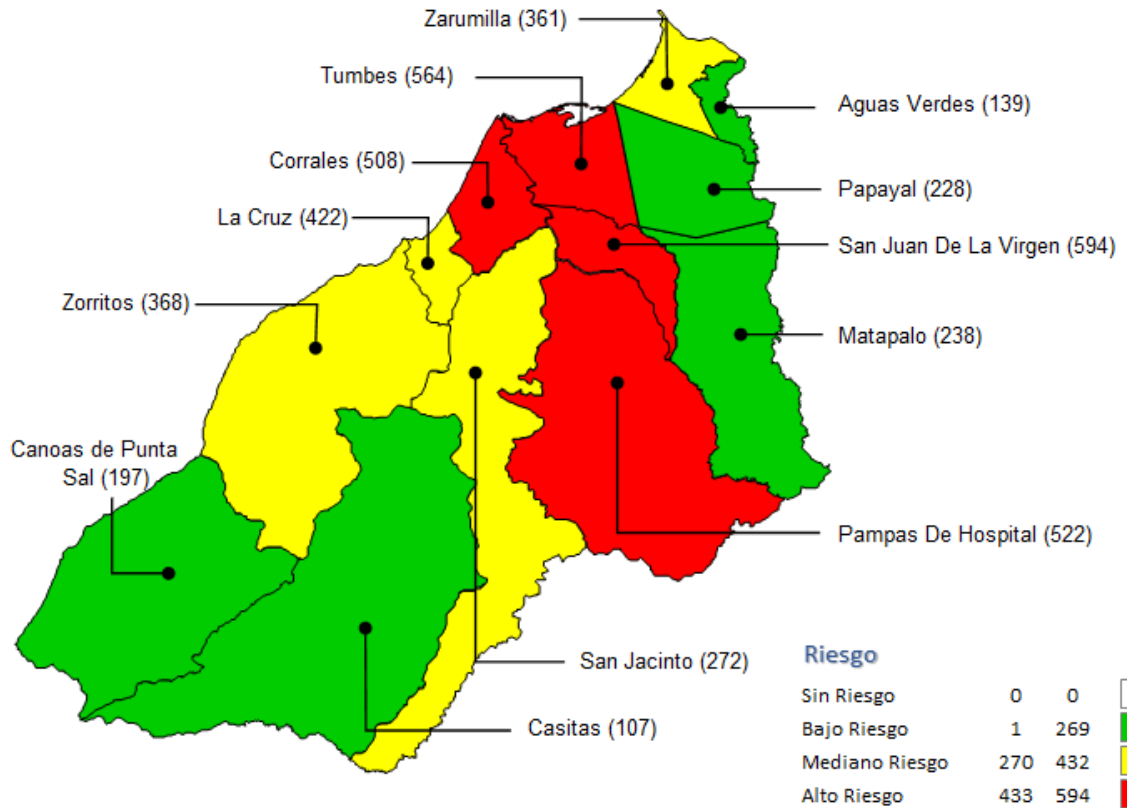 Zarumilla (361)
Tumbes (564)
Aguas Verdes (139)
Corrales (508)
Papayal (228)
La Cruz (422)
San Juan De La Virgen (594)
Zorritos (368)
Matapalo (238)
Canoas de Punta
Sal (197)
Pampas De Hospital (522)
San Jacinto (272)
Casitas (107)
Riesgo
Sin Riesgo 0 0
Bajo Riesgo 1 269
Mediano Riesgo 270 432
Alto Riesgo 433 594